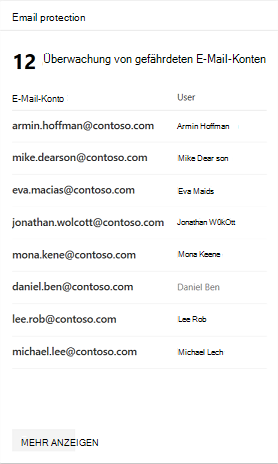 Email protection
12 Überwachung von gefährdeten E-Mail-Konten
E-Mail-Konto User
armin.hoffman@contoso.com Armin Hoffman
mike.dearson@contoso.com Mike Dear son
eva.macias@contoso.com Eva Maids
jonathan.wolcott@contoso.com Jonathan W0kOtt
mona.kene@contoso.com Mona Keene
daniel.ben@contoso.com Daniel Ben
lee.rob@contoso.com Lee Rob
michael.lee@contoso.com Michael Lech
MEHR ANZEIGEN